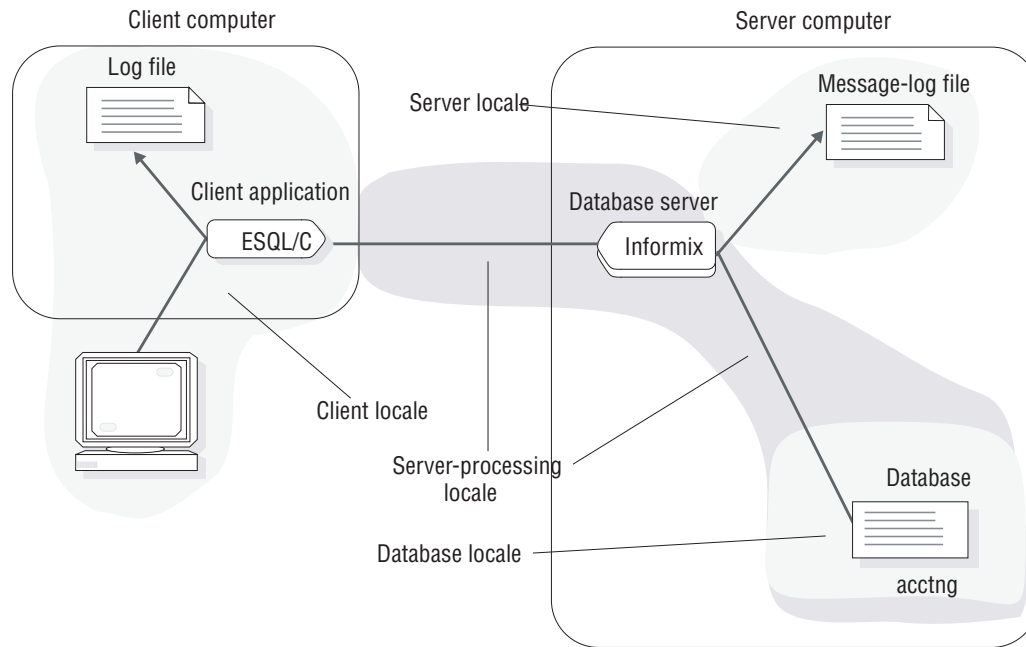 Client computer
Server computer
Log file
Message-log file
Server locale
Client application
Database server
ESQL/C
Informix
Client locale
Server-processing
locale
Database
Database locale
acctng